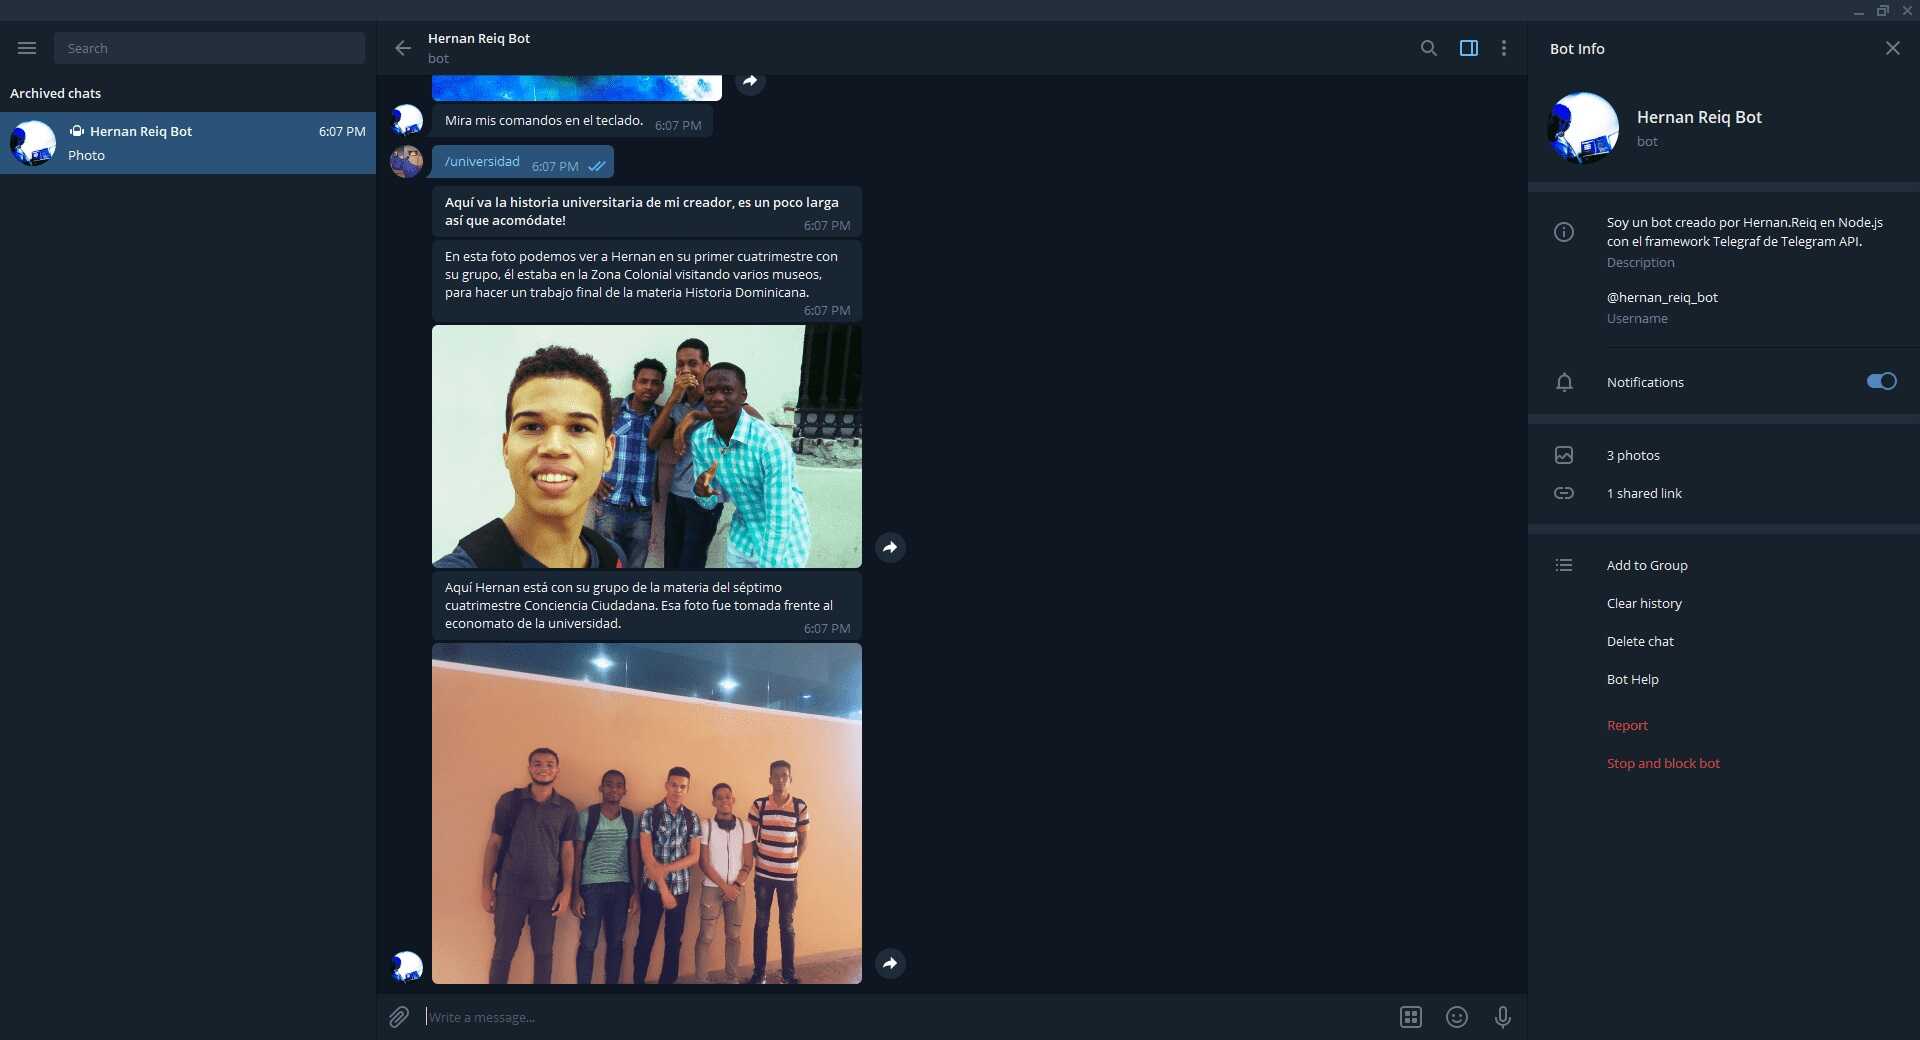 Search
Archived chats
Hernan Reiq Bot
6:07 PM
Photo
Hernan Reiq Bot
bot
Mira mis comandos en el teclado.
6:07 PM
/universidad
6:07 PM
Aquí va la historia universitaria de mi creador, es un poco larga
así que acomódate!
6:07 PM
En esta foto podemos ver a Hernan en su primer cuatrimestre con
su grupo, él estaba en la Zona Colonial visitando varios museos,
para hacer un trabajo final de la materia Historia Dominicana.
6:07 PM
Aquí Hernan está con su grupo de la materia del séptimo
cuatrimestre Conciencia Ciudadana. Esa foto fue tomada frente al
economato de la universidad.
6:07 PM
Write a message...
Bot Info
Hernan Reiq Bot
bot
Soy un bot creado por Hernan.Reiq en Node.js
con el framework Telegraf de Telegram API.
Description
@hernan_reiq_bot
Username
Notifications
3 photos
1 shared link
Add to Group
Clear history
Delete chat
Bot Help
Report
Stop and block bot